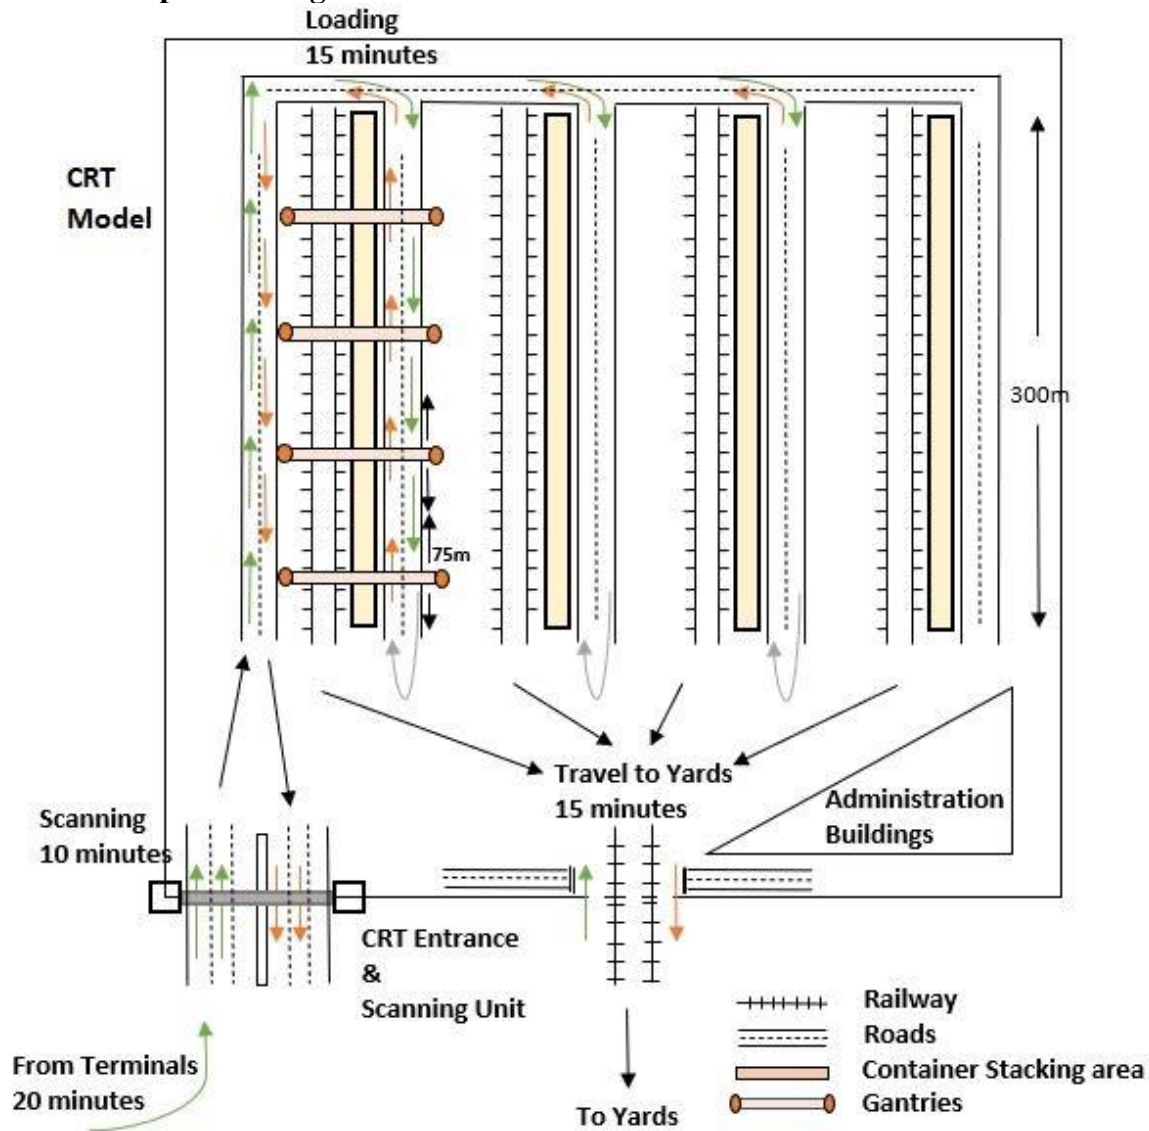 Loading
15 minutes
CRT
Model
300m
75m
Travel to Yards
15 minutes
Administration
Buildings
Scanning
10 minutes
CRT Entrance
&
Scanning Unit
From Terminals
20 minutes
To Yards
Railway
Roads
Container Stacking area
Gantries